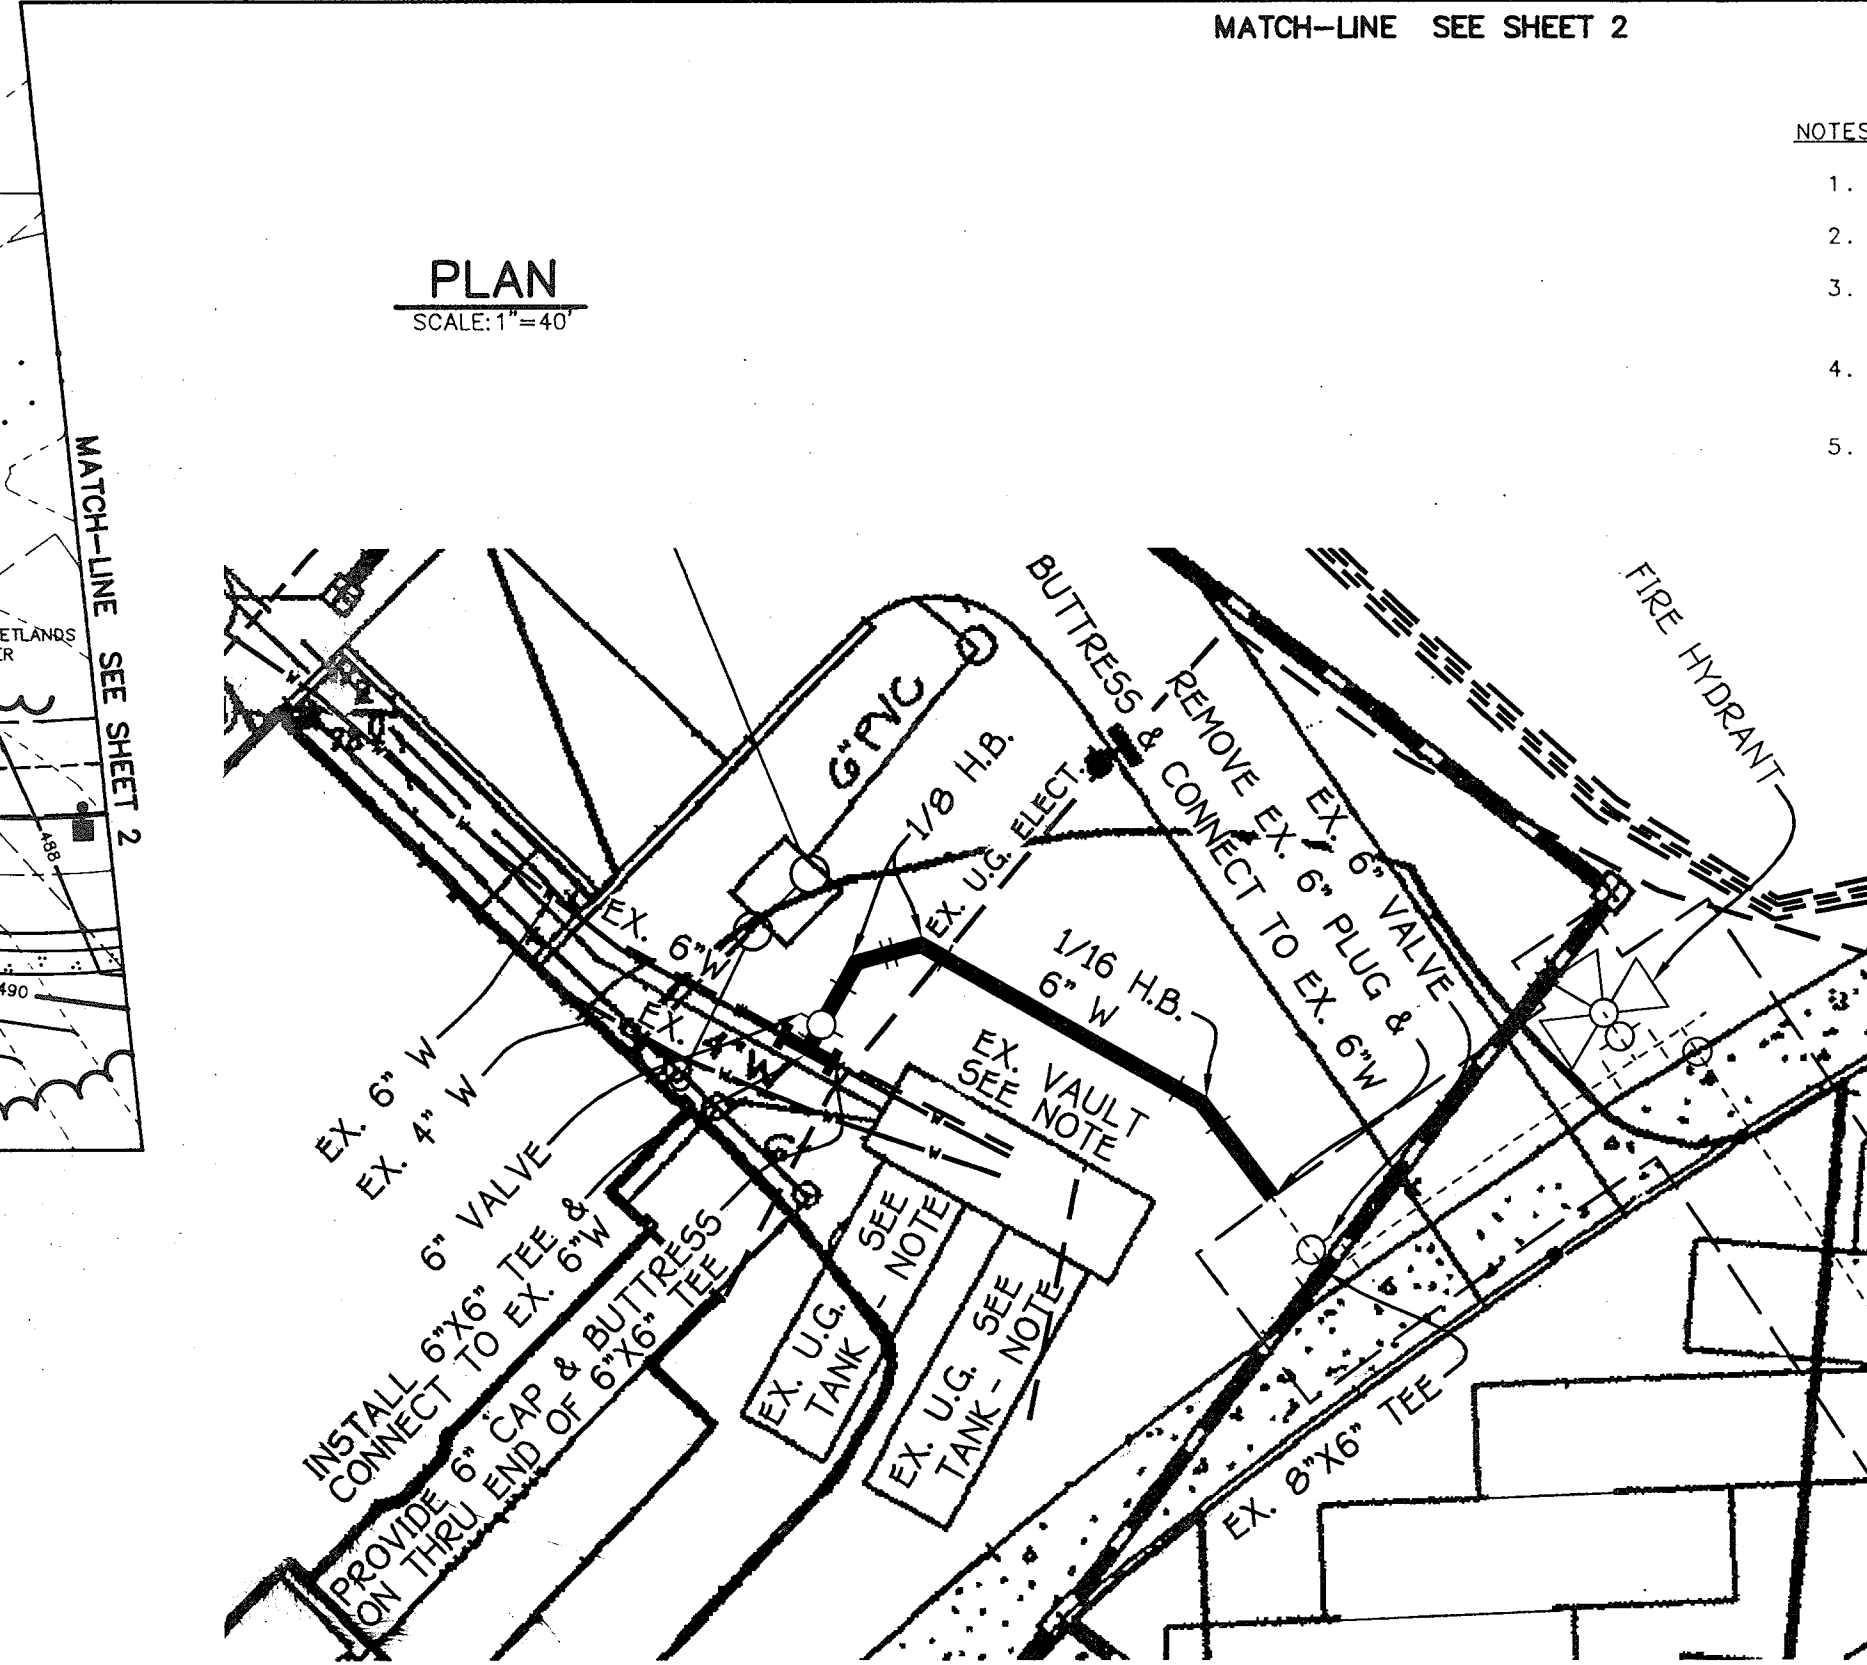 MATCH-LINE SEE SHEET 2
NOTES
1.
2.
3.
4.
5.
PLAN
SCALE: 1"=40'
MATCH-LINE SEE SHEET 2
488
490
FIRE HYDRANT
BUTTRESS & CONNECT TO EX. 6"W
REMOVE EX. 6" PLUG &
EX. 6" VALVE
6" PVC
1/8 H.B.
EX. U.G. ELECT.
1/16 H.B.
6" W
EX. 6"W
EX. 4"W
EX. VAULT
SEE NOTE
EX. 6" W
EX. 4" W
6" VALVE
G
INSTALL 6"X6" TEE &
CONNECT TO EX. 6"W
PROVIDE 6" CAP & BUTTRESS
ON THRU END OF 6"X6" TEE
EX. U.G. SEE
TANK - NOTE
EX. U.G. SEE
TANK - NOTE
EX. 8"X6" TEE